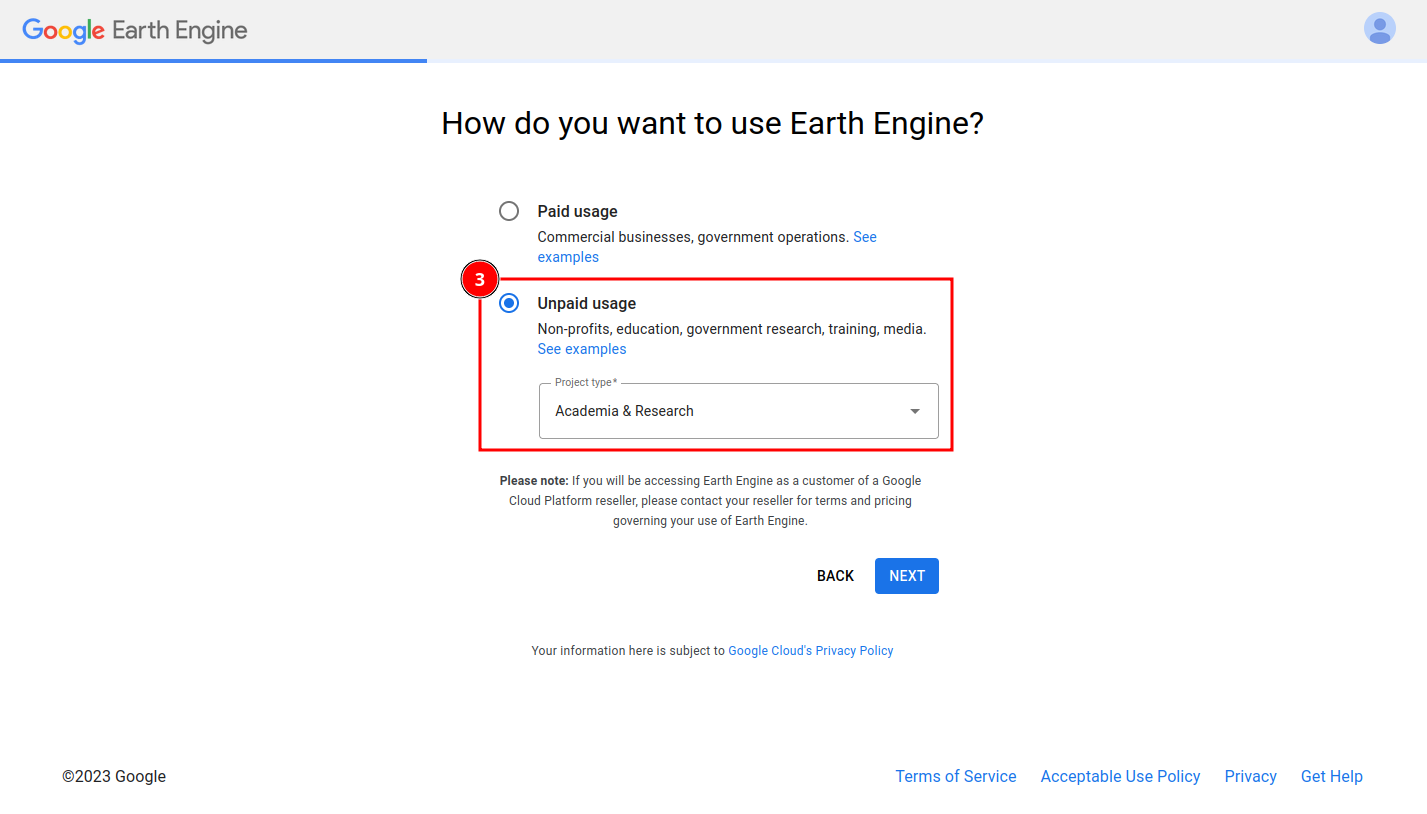 Google Earth Engine
How do you want to use Earth Engine?
Paid usage
Commercial businesses, government operations. See
examples
3
Unpaid usage
Non-profits, education, government research, training, media.
See examples
Project type*
Academia & Research
Please note: If you will be accessing Earth Engine as a customer of a Google
Cloud Platform reseller, please contact your reseller for terms and pricing
governing your use of Earth Engine.
BACK NEXT
Your information here is subject to Google Cloud's Privacy Policy
©2023 Google Terms of Service Acceptable Use Policy Privacy Get Help